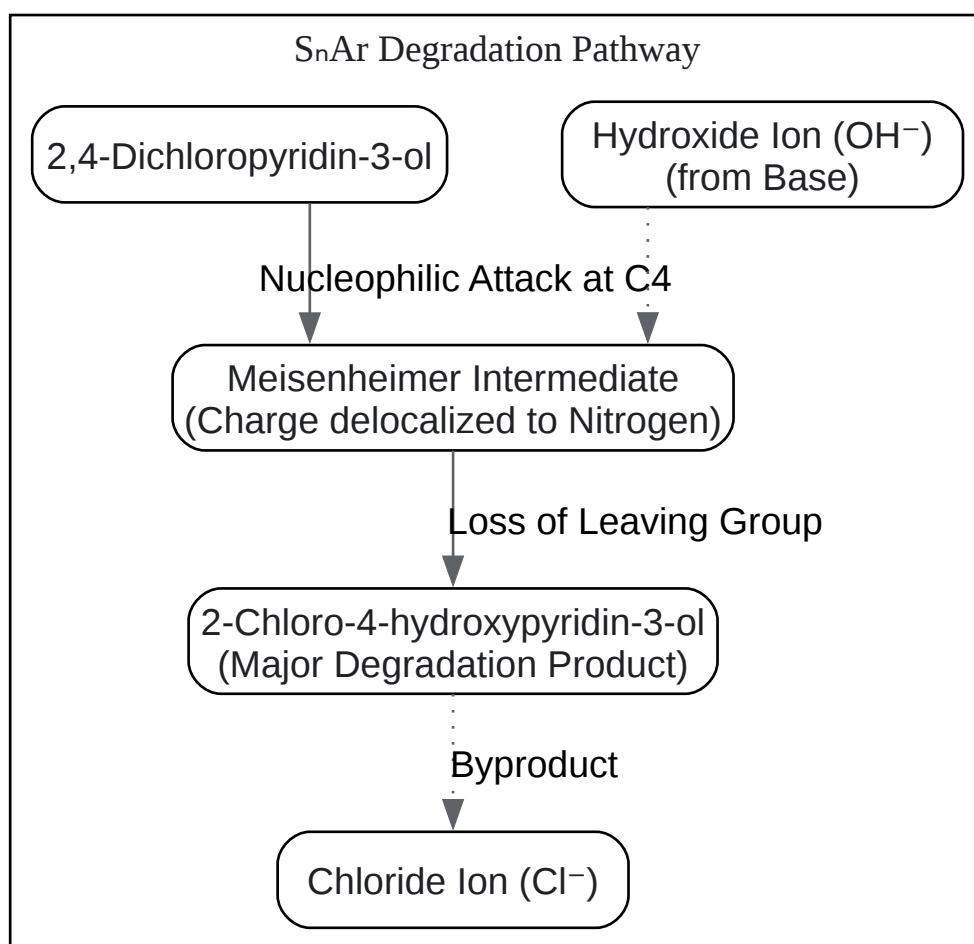 SₙAr Degradation Pathway
2,4-Dichloropyridin-3-ol
Hydroxide Ion (OH⁻)
(from Base)
Nucleophilic Attack at C4
Meisenheimer Intermediate
(Charge delocalized to Nitrogen)
Loss of Leaving Group
2-Chloro-4-hydroxypyridin-3-ol
(Major Degradation Product)
Byproduct
Chloride Ion (Cl⁻)